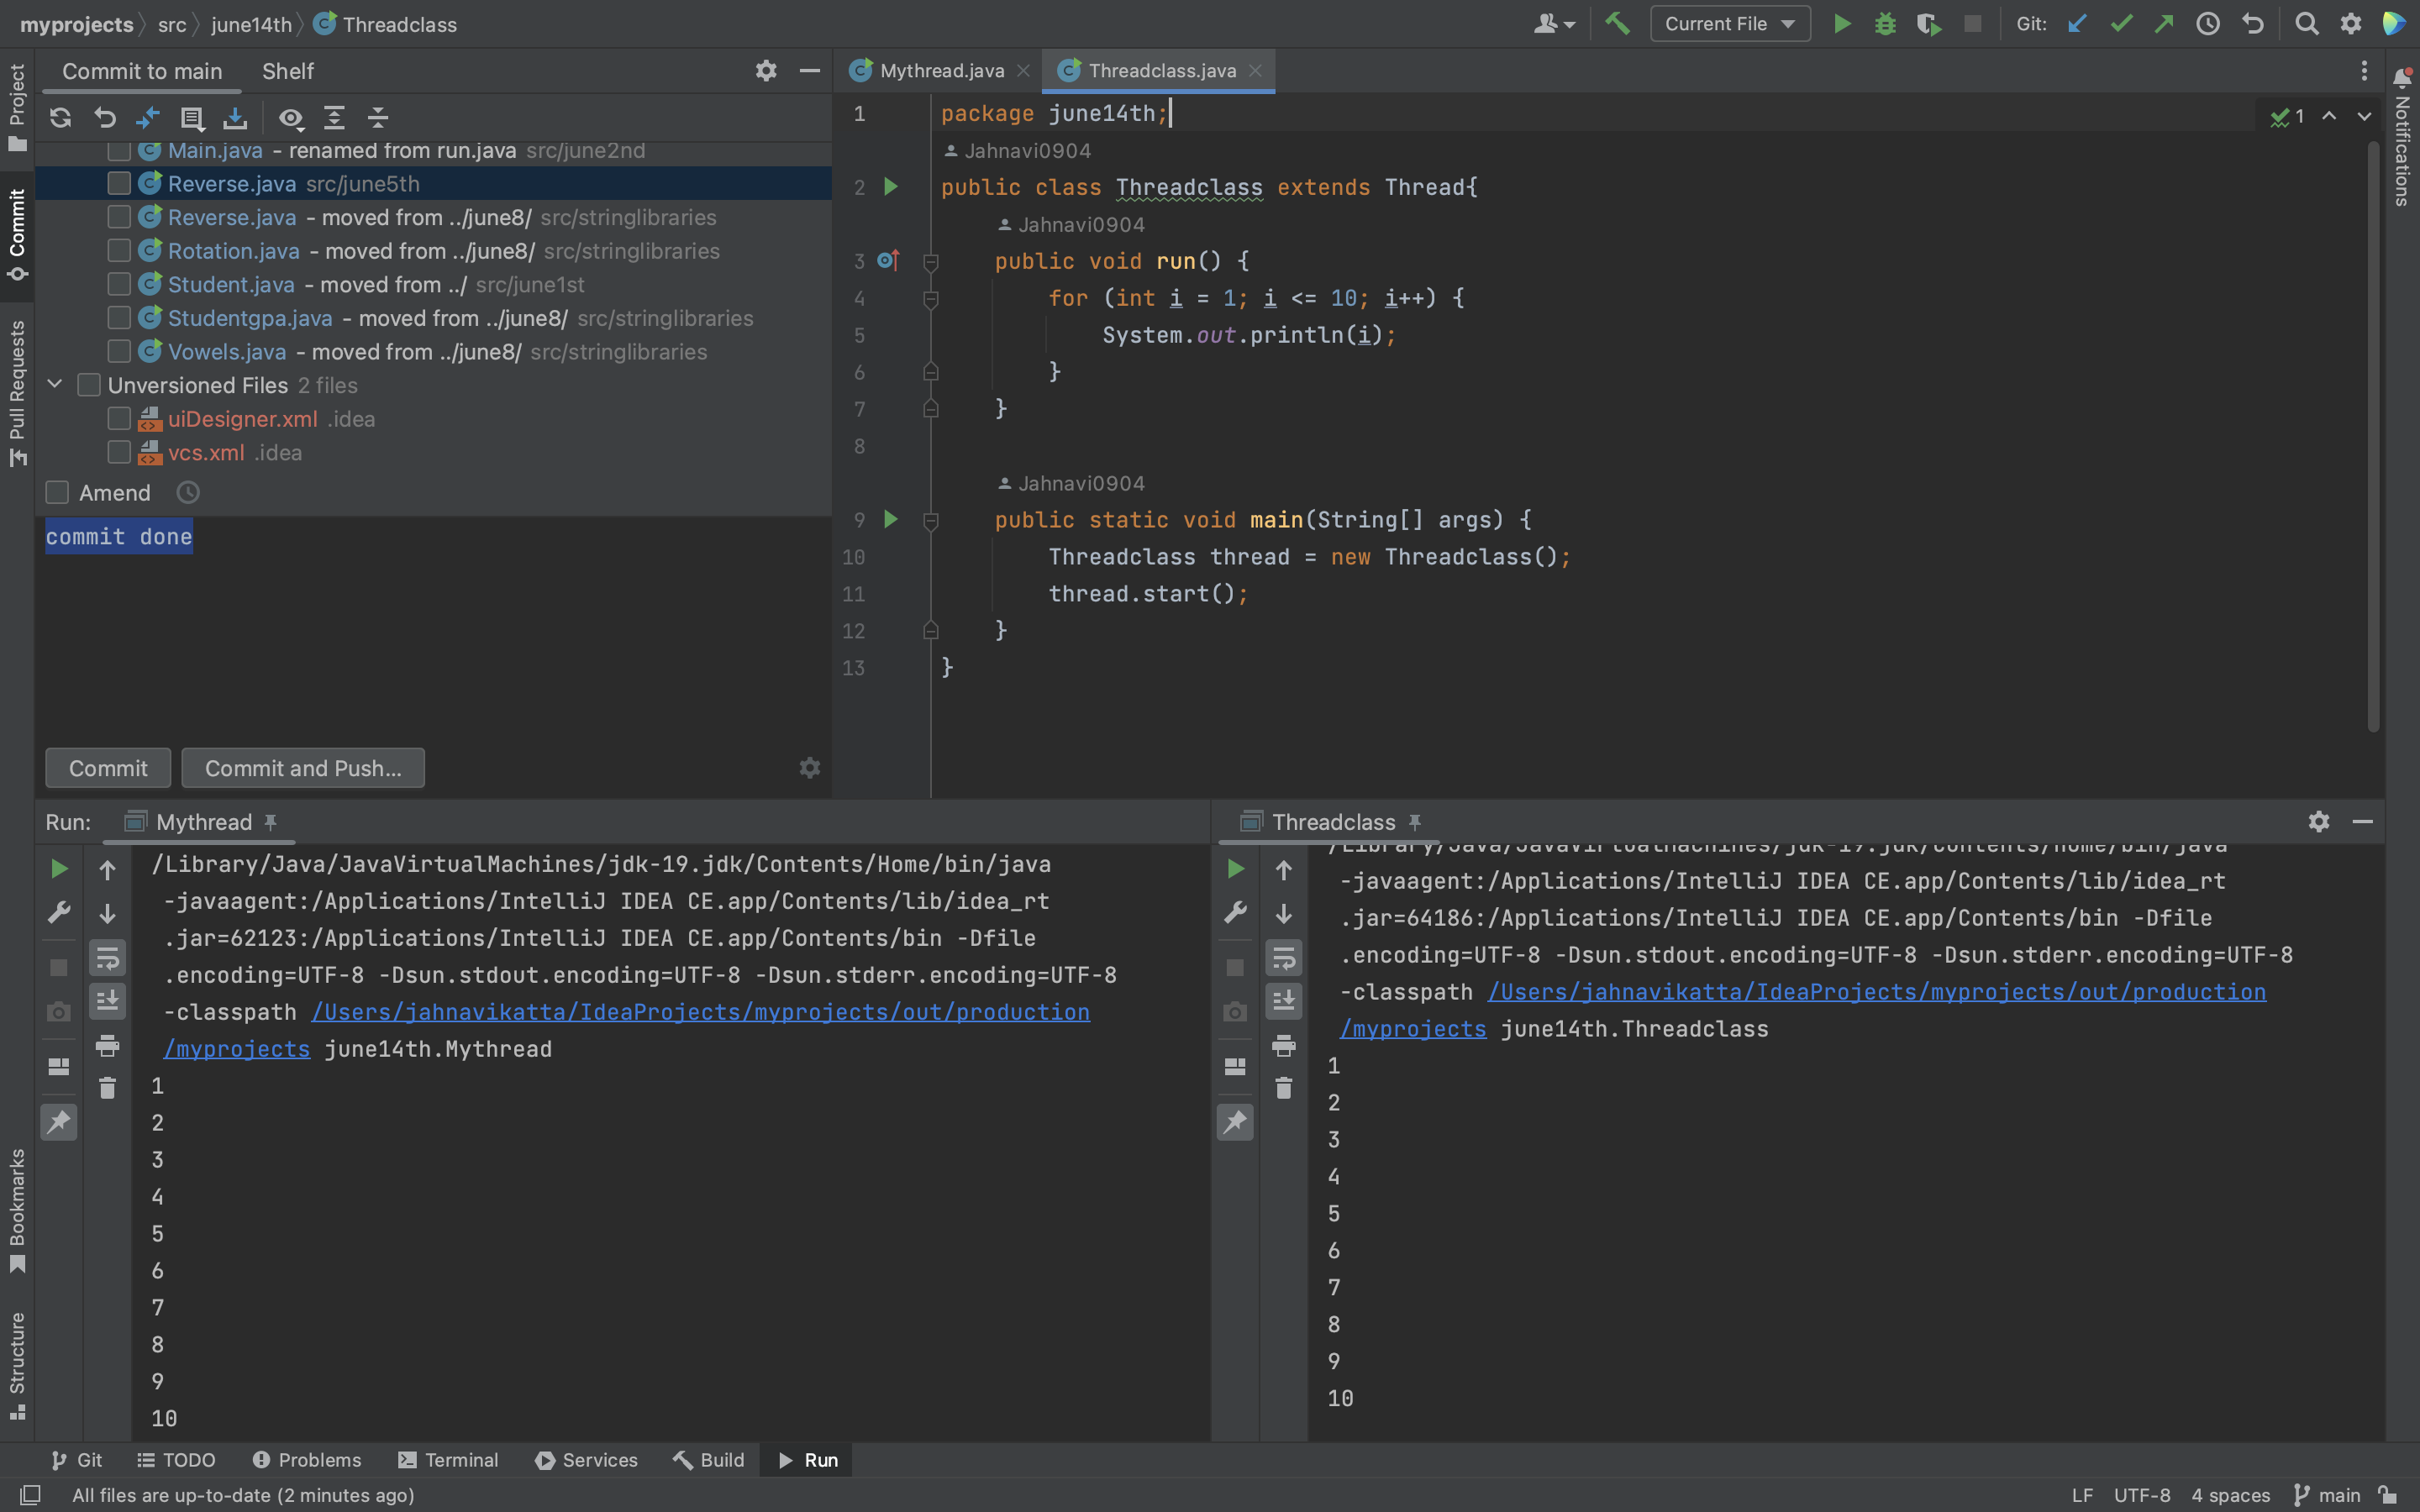 myprojects src june14th Threadclass
Current File
Git:
Project
Commit
Pull Requests
Bookmarks
Structure
Notifications
Commit to main Shelf
Main.java - renamed from run.java src/june2nd
Reverse.java src/june5th
Reverse.java - moved from ../june8/ src/stringlibraries
Rotation.java - moved from ../june8/ src/stringlibraries
Student.java - moved from ../ src/june1st
Studentgpa.java - moved from ../june8/ src/stringlibraries
Vowels.java - moved from ../june8/ src/stringlibraries
Unversioned Files 2 files
uiDesigner.xml .idea
vcs.xml .idea
Amend
commit done
Commit Commit and Push...
Mythread.java Threadclass.java
1
1 package june14th;
Jahnavi0904
2 public class Threadclass extends Thread{
Jahnavi0904
3 public void run() {
4 for (int i = 1; i <= 10; i++) {
5 System.out.println(i);
6 }
7 }
8
Jahnavi0904
9 public static void main(String[] args) {
10 Threadclass thread = new Threadclass();
11 thread.start();
12 }
13 }
Run: Mythread
/Library/Java/JavaVirtualMachines/jdk-19.jdk/Contents/Home/bin/java
-javaagent:/Applications/IntelliJ IDEA CE.app/Contents/lib/idea_rt
.jar=62123:/Applications/IntelliJ IDEA CE.app/Contents/bin -Dfile
.encoding=UTF-8 -Dsun.stdout.encoding=UTF-8 -Dsun.stderr.encoding=UTF-8
-classpath /Users/jahnavikatta/IdeaProjects/myprojects/out/production
/myprojects june14th.Mythread
1
2
3
4
5
6
7
8
9
10
Threadclass
/Library/Java/JavaVirtualMachines/jdk-19.jdk/Contents/Home/bin/java
-javaagent:/Applications/IntelliJ IDEA CE.app/Contents/lib/idea_rt
.jar=64186:/Applications/IntelliJ IDEA CE.app/Contents/bin -Dfile
.encoding=UTF-8 -Dsun.stdout.encoding=UTF-8 -Dsun.stderr.encoding=UTF-8
-classpath /Users/jahnavikatta/IdeaProjects/myprojects/out/production
/myprojects june14th.Threadclass
1
2
3
4
5
6
7
8
9
10
Git TODO Problems Terminal Services Build Run
All files are up-to-date (2 minutes ago)
LF UTF-8 4 spaces main